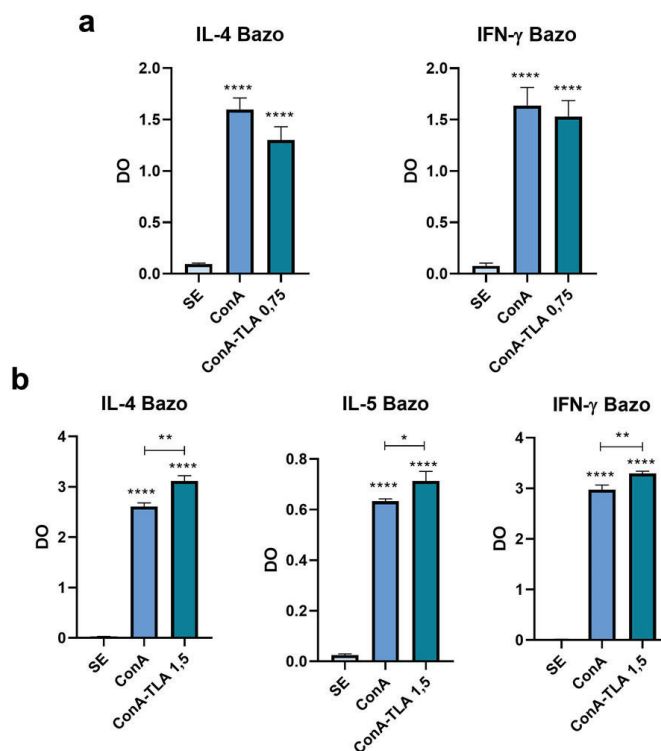 a
IL-4 Bazo
IFN-γ Bazo
2.0
1.5
1.0
0.5
0.0
DO
****
****
SE
ConA
ConA-TLA 0,75
2.0
1.5
1.0
0.5
0.0
DO
****
****
SE
ConA
ConA-TLA 0,75
b
IL-4 Bazo
IL-5 Bazo
IFN-γ Bazo
4
3
2
1
0
DO
**
****
****
SE
ConA
ConA-TLA 1,5
0.8
0.6
0.4
0.2
0.0
DO
*
****
****
SE
ConA
ConA-TLA 1,5
4
3
2
1
0
DO
**
****
****
SE
ConA
ConA-TLA 1,5